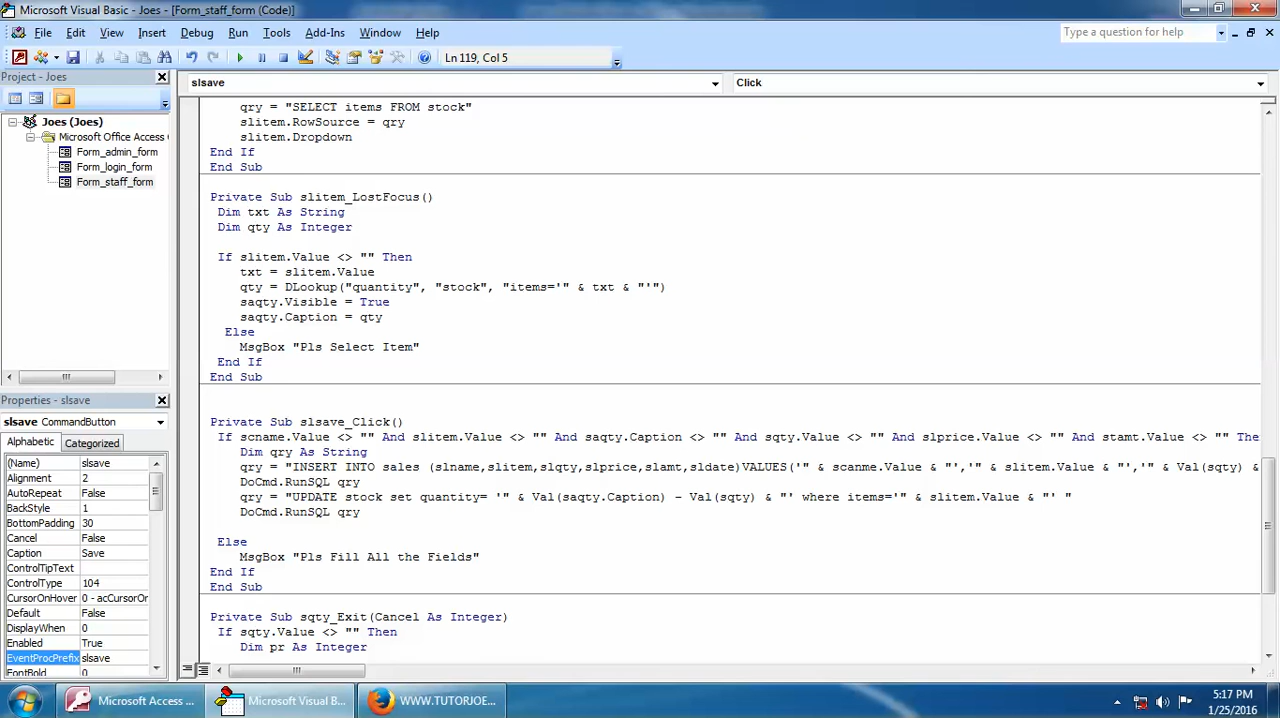 Microsoft Visual Basic - Joes - [Form_staff_form (Code)]
File Edit View Insert Debug Run Tools Add-Ins Window Help
Type a question for help
Ln 119, Col 5
Project - Joes
slsave
Click
Joes (Joes)
Microsoft Office Access
Form_admin_form
Form_login_form
Form_staff_form
qry = "SELECT items FROM stock"
slitem.RowSource = qry
slitem.Dropdown
End If
End Sub
Private Sub slitem_LostFocus()
Dim txt As String
Dim qty As Integer
If slitem.Value <> "" Then
txt = slitem.Value
qty = DLookup("quantity", "stock", "items='" & txt & "'")
saqty.Visible = True
saqty.Caption = qty
Else
MsgBox "Pls Select Item"
End If
End Sub
Private Sub slsave_Click()
If scname.Value <> "" And slitem.Value <> "" And saqty.Caption <> "" And sqty.Value <> "" And slprice.Value <> "" And stamt.Value <> "" The
Dim qry As String
qry = "INSERT INTO sales (slname,slitem,slqty,slprice,slamt,sldate)VALUES('" & scanme.Value & "','" & slitem.Value & "','" & Val(sqty) &
DoCmd.RunSQL qry
qry = "UPDATE stock set quantity= '" & Val(saqty.Caption) - Val(sqty) & "' where items='" & slitem.Value & "' "
DoCmd.RunSQL qry
Else
MsgBox "Pls Fill All the Fields"
End If
End Sub
Private Sub sqty_Exit(Cancel As Integer)
If sqty.Value <> "" Then
Dim pr As Integer
Properties - slsave
slsave CommandButton
Alphabetic Categorized
(Name) slsave
Alignment 2
AutoRepeat False
BackStyle 1
BottomPadding 30
Cancel False
Caption Save
ControlTipText
ControlType 104
CursorOnHover 0 - acCursorOr
Default False
DisplayWhen 0
Enabled True
EventProcPrefix slsave
FontBold 0
Microsoft Access ...
Microsoft Visual B...
WWW.TUTORJOE...
5:17 PM
1/25/2016